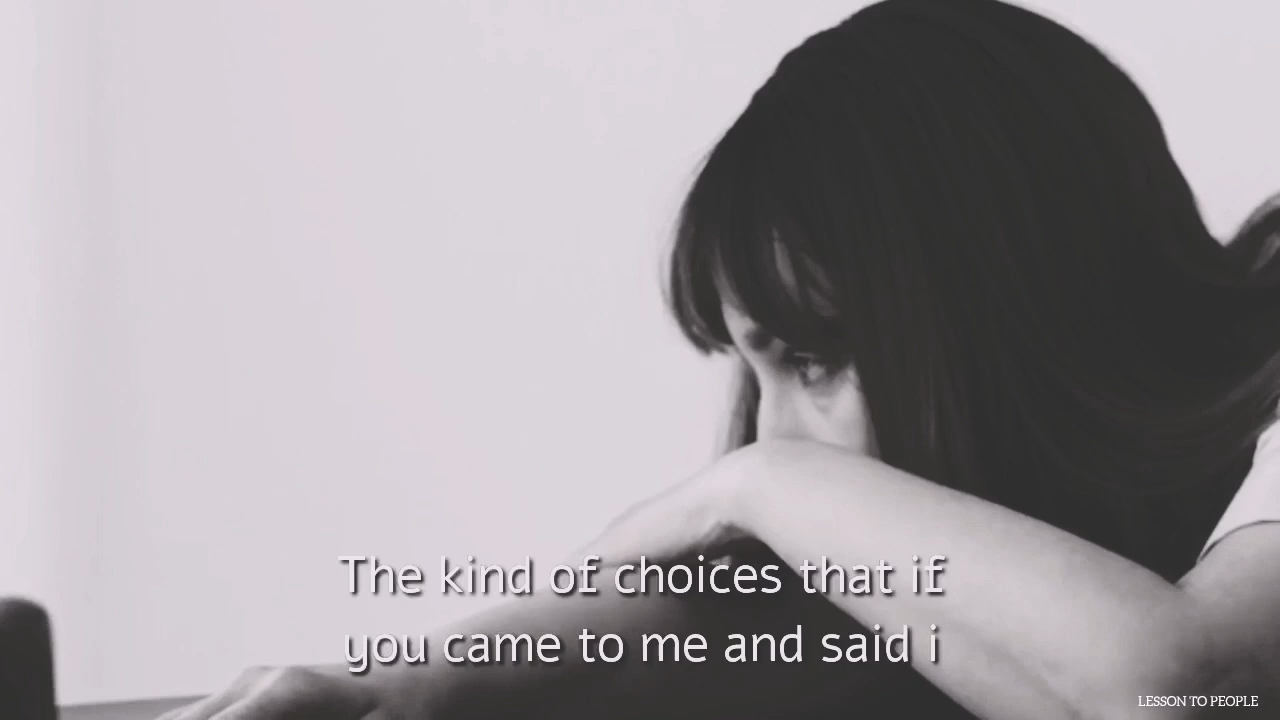 The kind of choices that if
you came to me and said i
LESSON TO PEOPLE